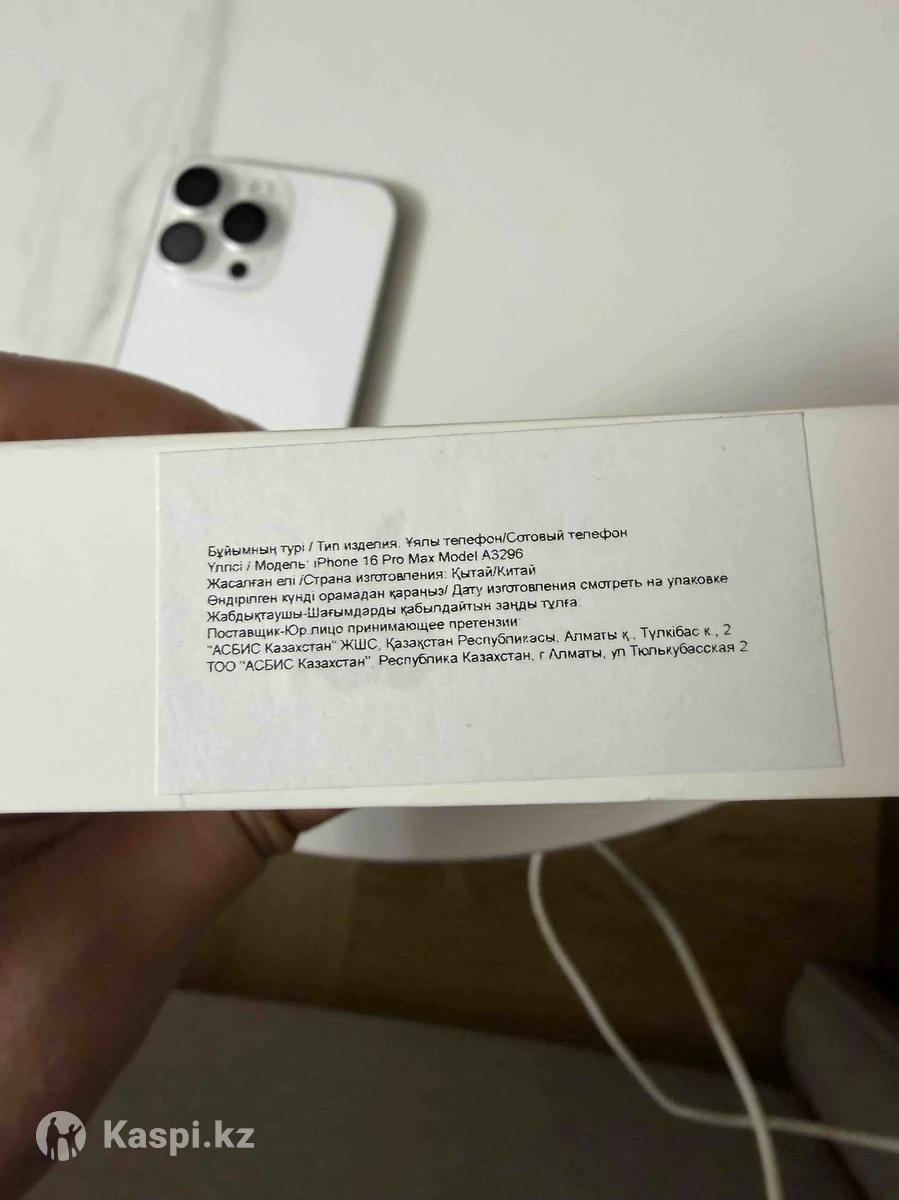 Бұйымның түрі / Тип изделия: Ұялы телефон/Сотовый телефон
Үлгісі / Модель: iPhone 16 Pro Max Model A3296
Жасалған елі /Страна изготовления: Қытай/Китай
Өндірілген күнді орамадан қараңыз/ Дату изготовления смотреть на упаковке
Жабдықтаушы-Шағымдарды қабылдайтын заңды тұлға:
Поставщик-Юр.лицо принимающее претензии:
"АСБИС Казахстан" ЖШС, Қазақстан Республикасы, Алматы қ., Түлкібас к., 2
ТОО "АСБИС Казахстан", Республика Казахстан, г.Алматы, ул Тюлькубасская 2
Kaspi.kz